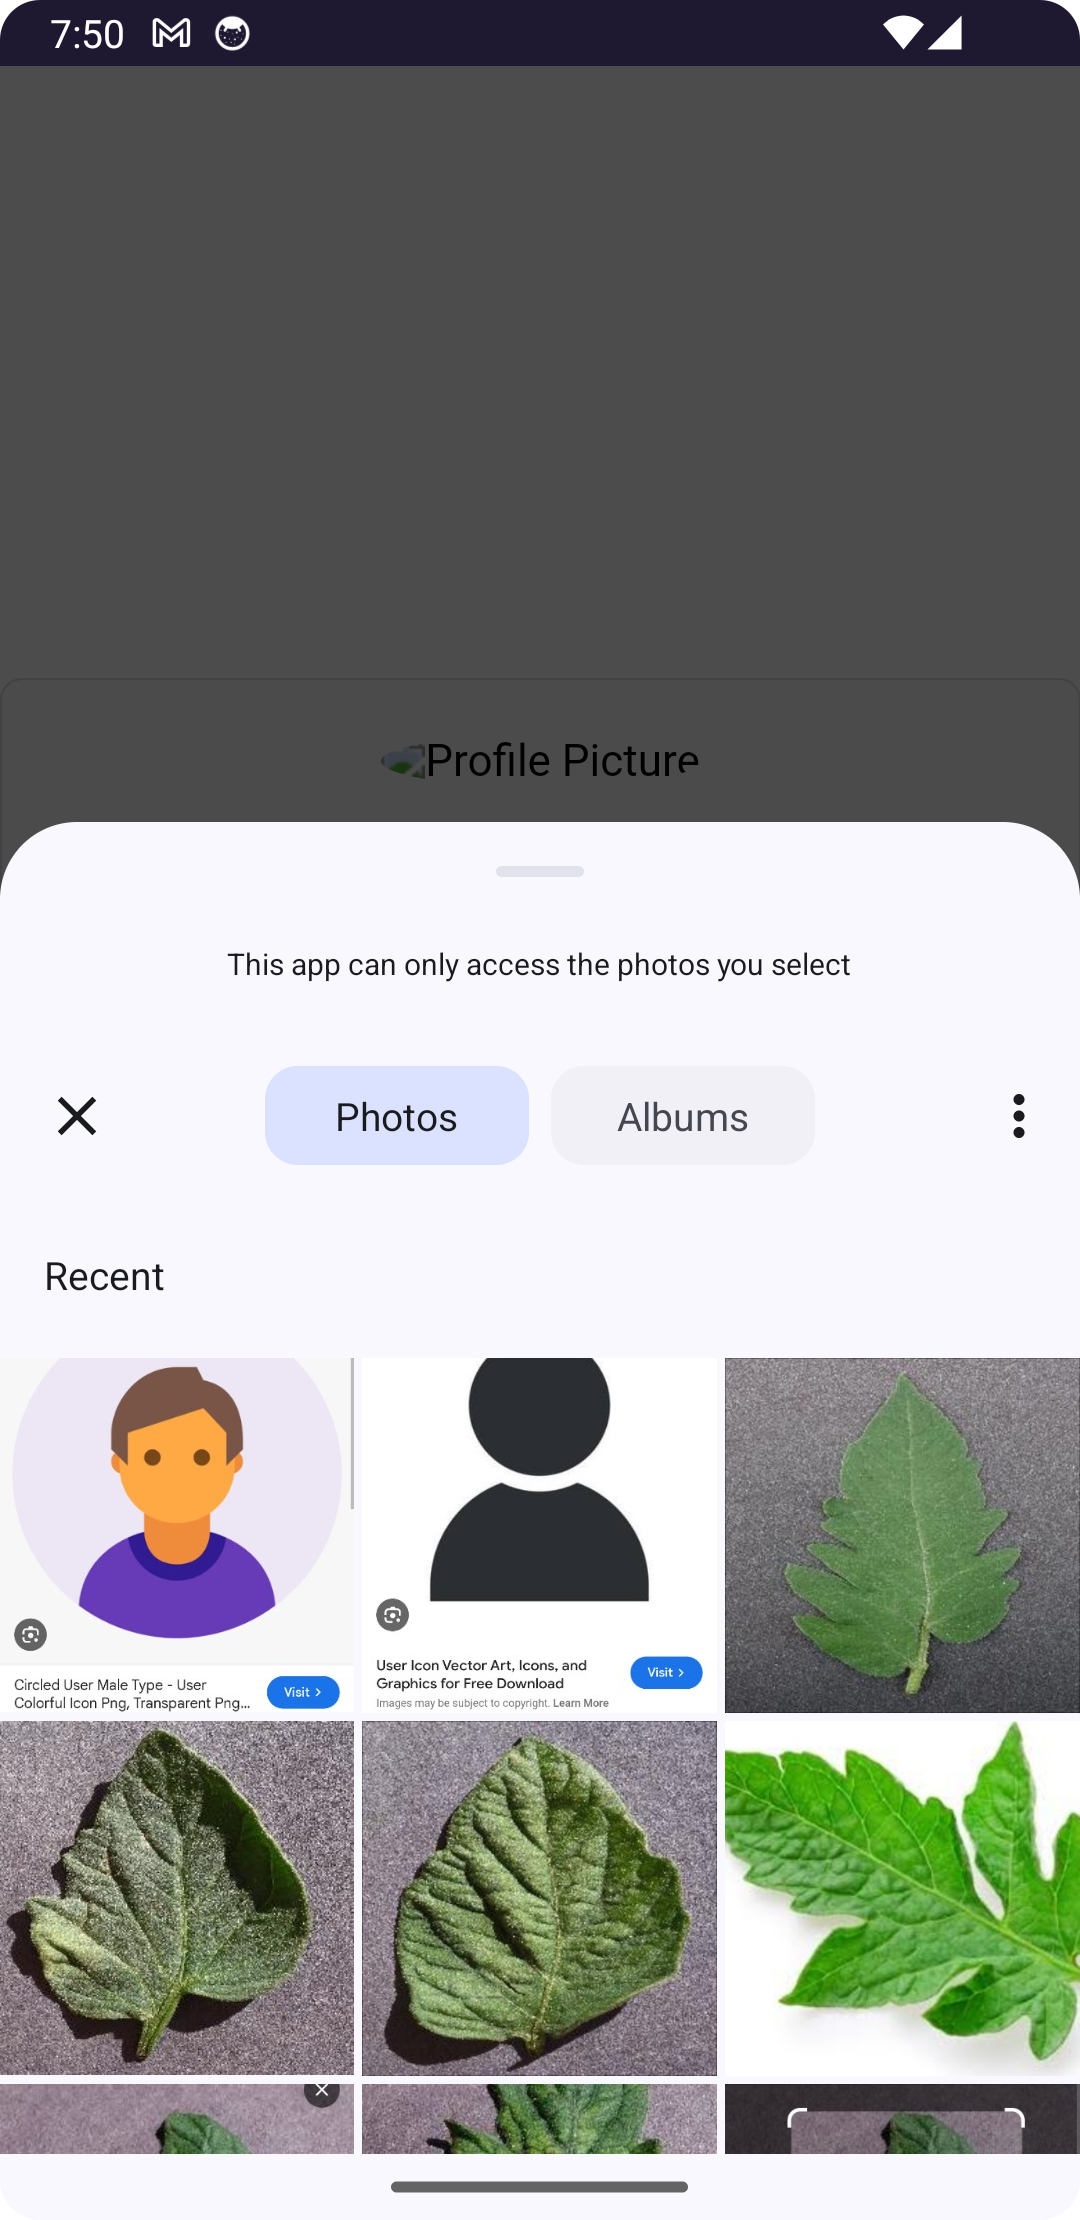 7:50
Profile Picture
This app can only access the photos you select
Photos
Albums
Recent
Circled User Male Type - User
Colorful Icon Png, Transparent Png...
Visit >
User Icon Vector Art, Icons, and
Graphics for Free Download
Images may be subject to copyright. Learn More
Visit >